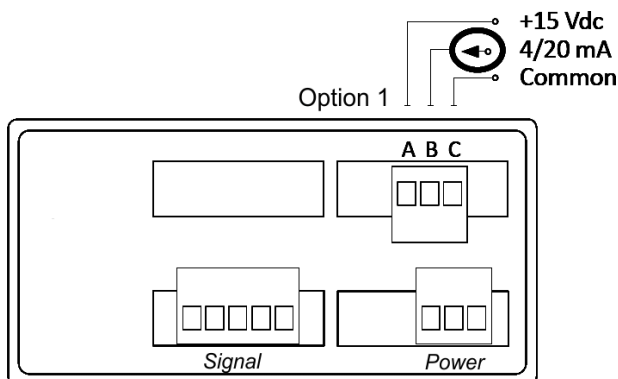 +15 Vdc
4/20 mA
Common
Option 1
A B C
Signal
Power